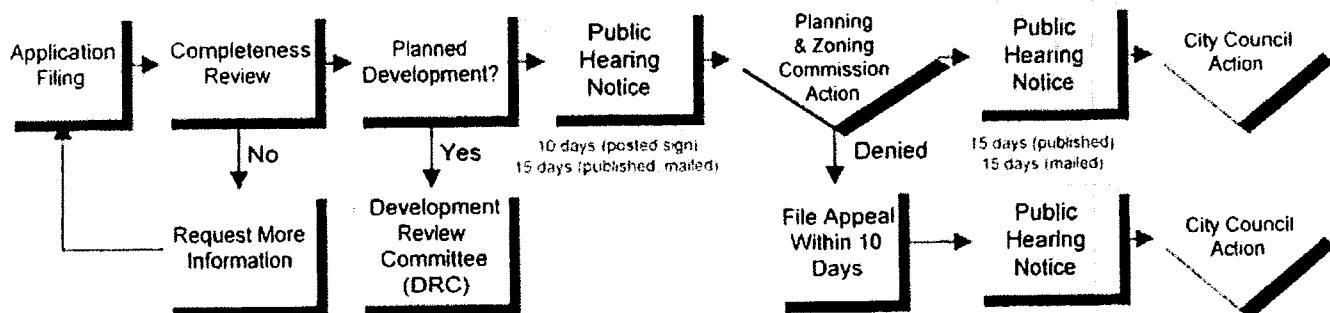 Application
Filing
Completeness
Review
Planned
Development?
Public
Hearing
Notice
Planning
& Zoning
Commission
Action
Public
Hearing
Notice
City Council
Action
No
Yes
10 days (posted sign)
15 days (published, mailed)
Denied
15 days (published)
15 days (mailed)
Request More
Information
Development
Review
Committee
(DRC)
File Appeal
Within 10
Days
Public
Hearing
Notice
City Council
Action